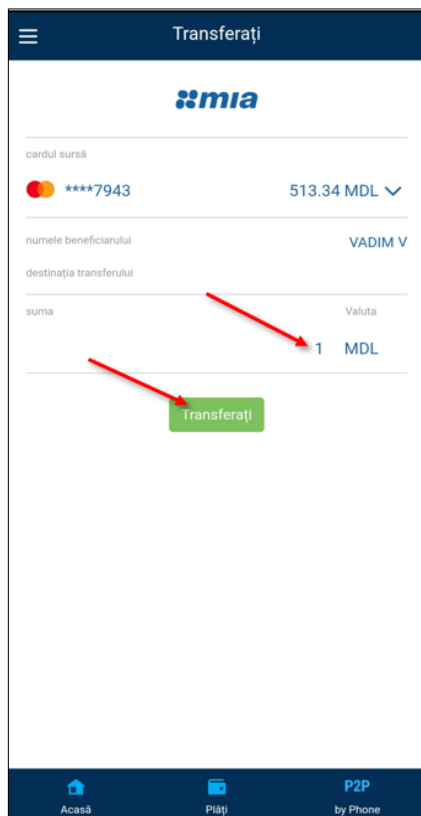 Transferați
mia
cardul sursă
****7943 513.34 MDL
numele beneficiarului VADIM V
destinația transferului
suma Valuta
1 MDL
Transferați
P2P
Acasă Plăți by Phone